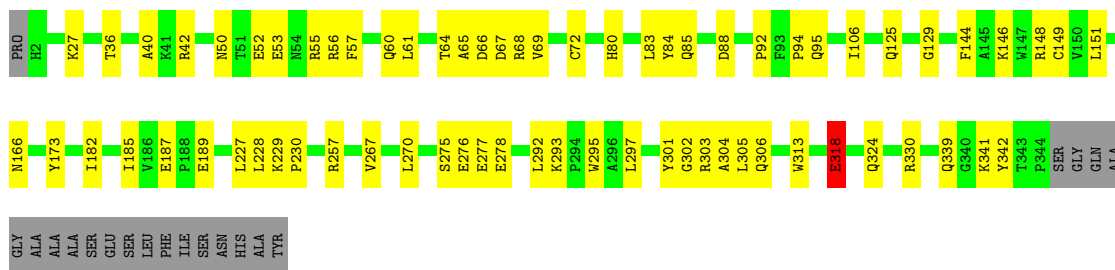 PRO H2 K27 T36 A40 K41 R42 N50 T51 E52 E53 N54 R55 R56 F57 Q60 L61 T64 A65 D66 D67 R68 V69 C72 H80 L83 Y84 Q85 D88 P92 F93 P94 Q95 I106 Q125 G129 F144 A145 K146 W147 R148 C149 V150 L151
N166 Y173 I182 I185 V186 E187 P188 E189 L227 L228 K229 P230 R257 V267 L270 S275 E276 E277 E278 L292 K293 P294 W295 A296 L297 Y301 G302 R303 A304 L305 Q306 W313 E318 Q324 R330 Q339 G340 K341 Y342 T343 P344 SER GLY GLN ALA
GLY ALA ALA ALA SER GLU SER LEU PHE ILE SER ASN HIS ALA TYR